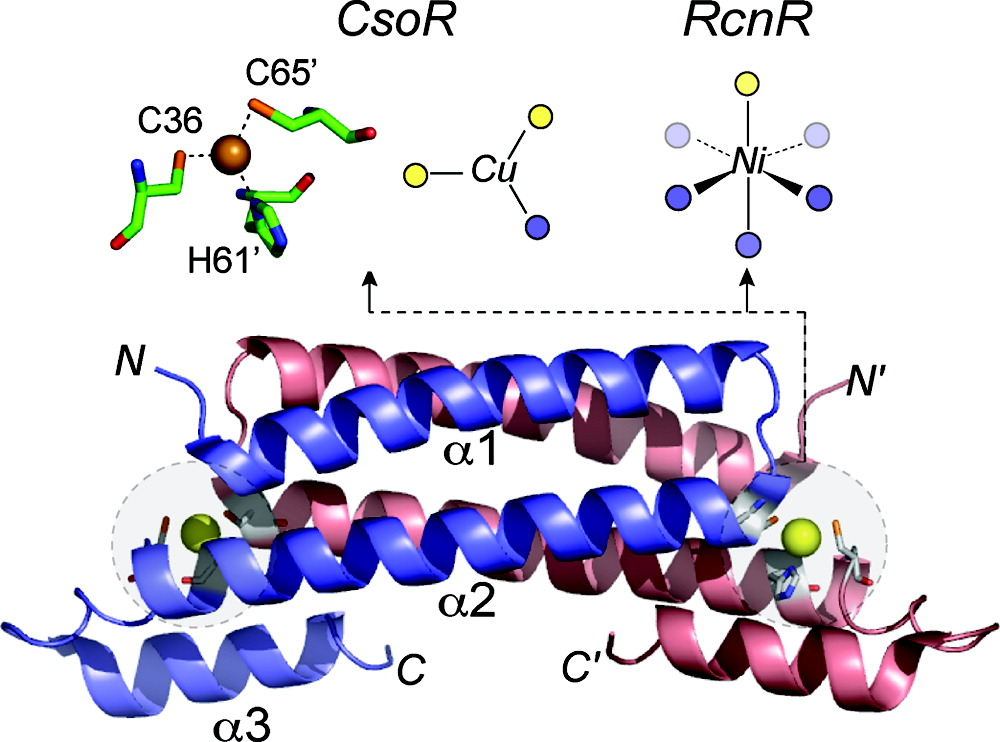 CsoR
RcnR
C65'
C36
H61'
Cu
Ni
N
N'
α1
α2
C
C'
α3